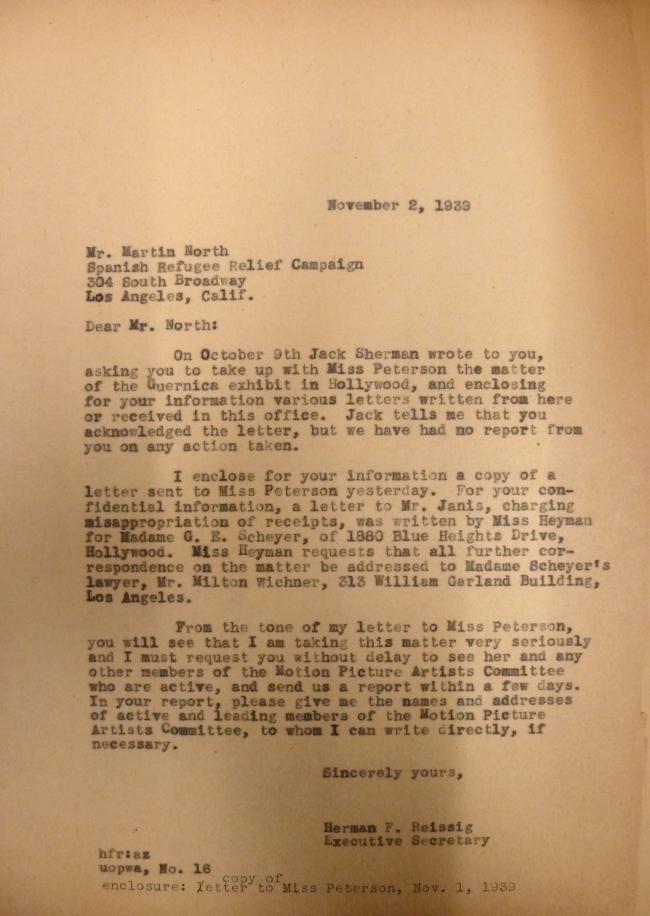 November 2, 1939
Mr. Martin North
Spanish Refugee Relief Campaign
304 South Broadway
Los Angeles, Calif.
Dear Mr. North:
On October 9th Jack Sherman wrote to you,
asking you to take up with Miss Peterson the matter
of the Guernica exhibit in Hollywood, and enclosing
for your information various letters written from here
or received in this office. Jack tells me that you
acknowledged the letter, but we have had no report from
you on any action taken.
I enclose for your information a copy of a
letter sent to Miss Peterson yesterday. For your con-
fidential information, a letter to Mr. Janis, charging
misappropriation of receipts, was written by Miss Heyman
for Madame G. E. Scheyer, of 1880 Blue Heights Drive,
Hollywood. Miss Heyman requests that all further cor-
respondence on the matter be addressed to Madame Scheyer's
lawyer, Mr. Milton Wichner, 313 William Garland Building,
Los Angeles.
From the tone of my letter to Miss Peterson,
you will see that I am taking this matter very seriously
and I must request you without delay to see her and any
other members of the Motion Picture Artists Committee
who are active, and send us a report within a few days.
In your report, please give me the names and addresses
of active and leading members of the Motion Picture
Artists Committee, to whom I can write directly, if
necessary.
Sincerely yours,
Herman F. Reissig
Executive Secretary
hfr:az
uopwa, No. 16
copy of
enclosure: letter to Miss Peterson, Nov. 1, 1939